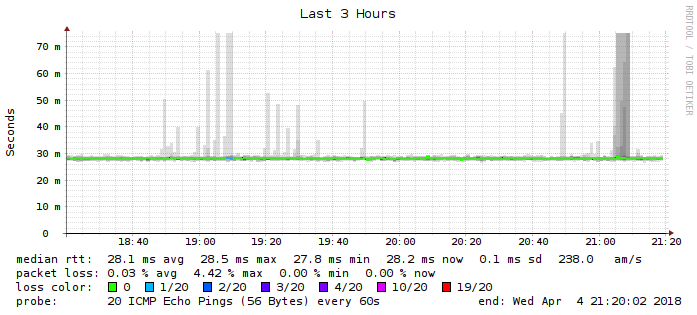 Last 3 Hours
RRDTOOL / TOBI OETIKER
Seconds
70 m
60 m
50 m
40 m
30 m
20 m
10 m
0
18:40 19:00 19:20 19:40 20:00 20:20 20:40 21:00 21:20
median rtt: 28.1 ms avg 28.5 ms max 27.8 ms min 28.2 ms now 0.1 ms sd 238.0 am/s
packet loss: 0.03 % avg 4.42 % max 0.00 % min 0.00 % now
loss color: 0 1/20 2/20 3/20 4/20 10/20 19/20
probe: 20 ICMP Echo Pings (56 Bytes) every 60s end: Wed Apr 4 21:20:02 2018